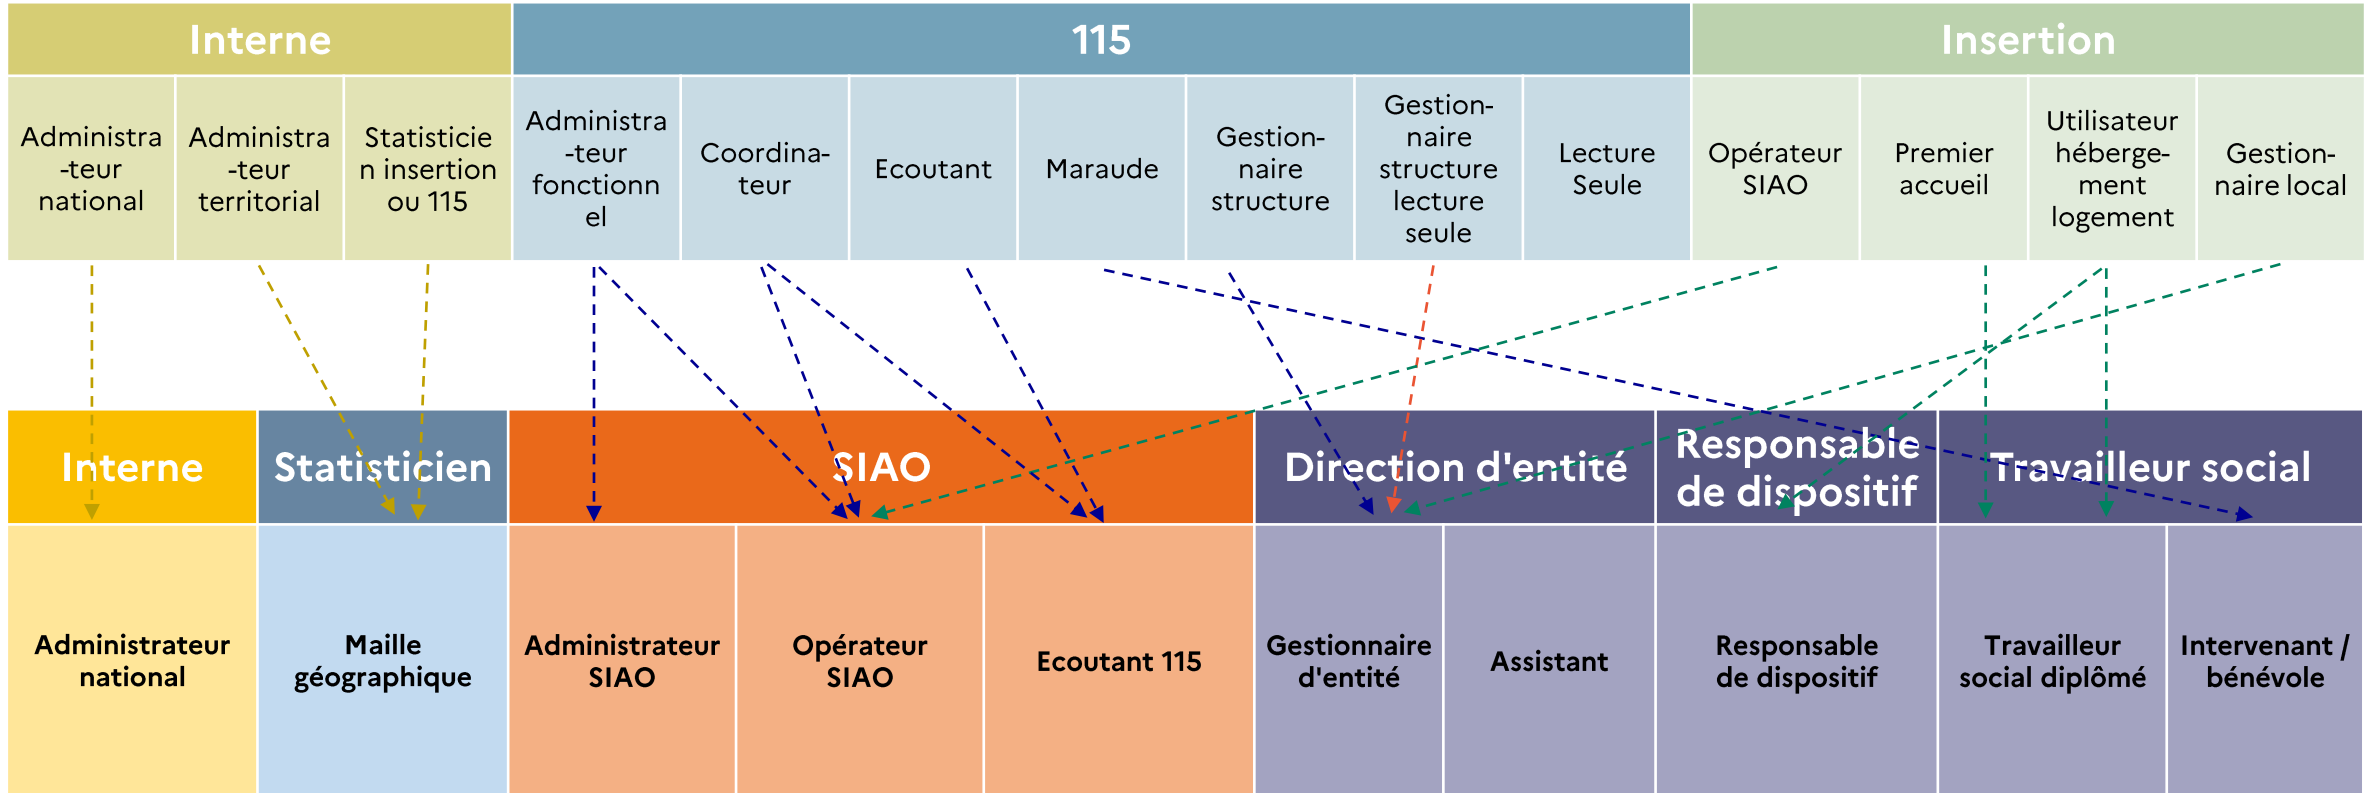 Interne
115
Insertion
Administra
-teur
national
Administra
-teur
territorial
Statisticie
n insertion
ou 115
Administra
-teur
fonctionn
el
Coordina-
teur
Ecoutant
Maraude
Gestion-
naire
structure
Gestion-
naire
structure
lecture
seule
Lecture
Seule
Opérateur
SIAO
Premier
accueil
Utilisateur
héberge-
ment
logement
Gestion-
naire local
Interne
Statisticien
SIAO
Direction d'entité
Responsable
de dispositif
Travailleur social
Administrateur
national
Maille
géographique
Administrateur
SIAO
Opérateur
SIAO
Ecoutant 115
Gestionnaire
d'entité
Assistant
Responsable
de dispositif
Travailleur
social diplômé
Intervenant /
bénévole